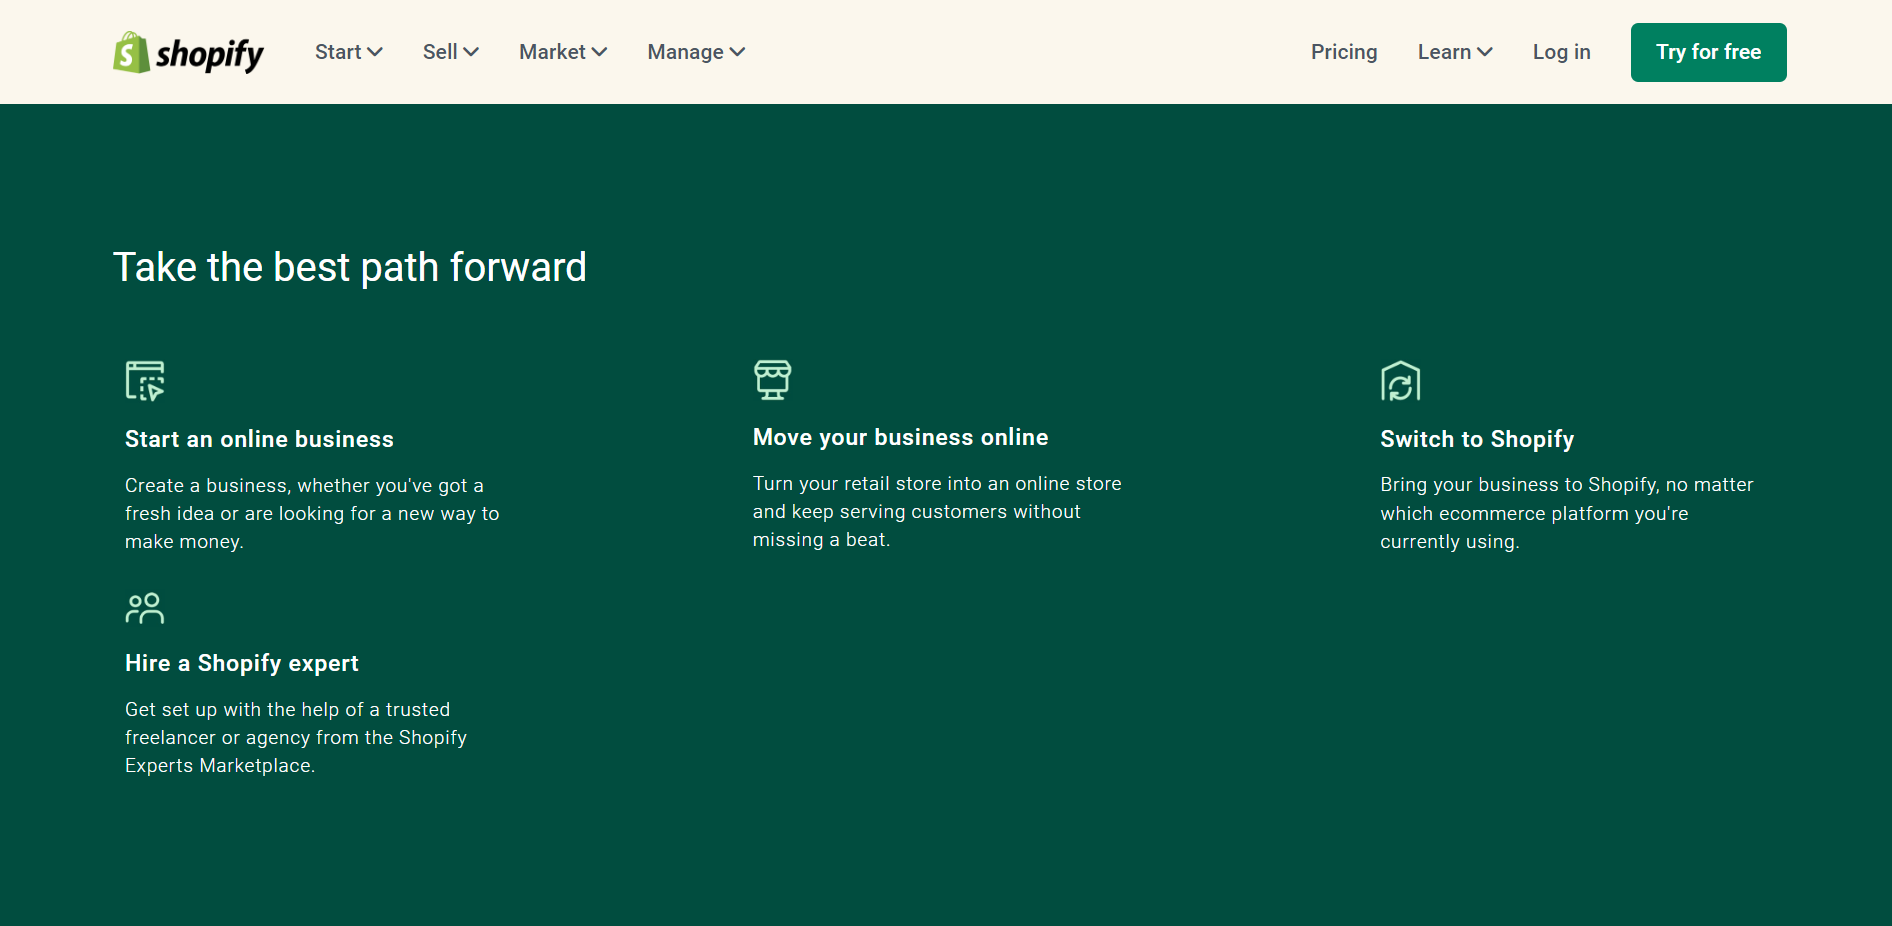 shopify Start Sell Market Manage Pricing Learn Log in Try for free
Take the best path forward
Start an online business
Create a business, whether you've got a
fresh idea or are looking for a new way to
make money.
Move your business online
Turn your retail store into an online store
and keep serving customers without
missing a beat.
Switch to Shopify
Bring your business to Shopify, no matter
which ecommerce platform you're
currently using.
Hire a Shopify expert
Get set up with the help of a trusted
freelancer or agency from the Shopify
Experts Marketplace.